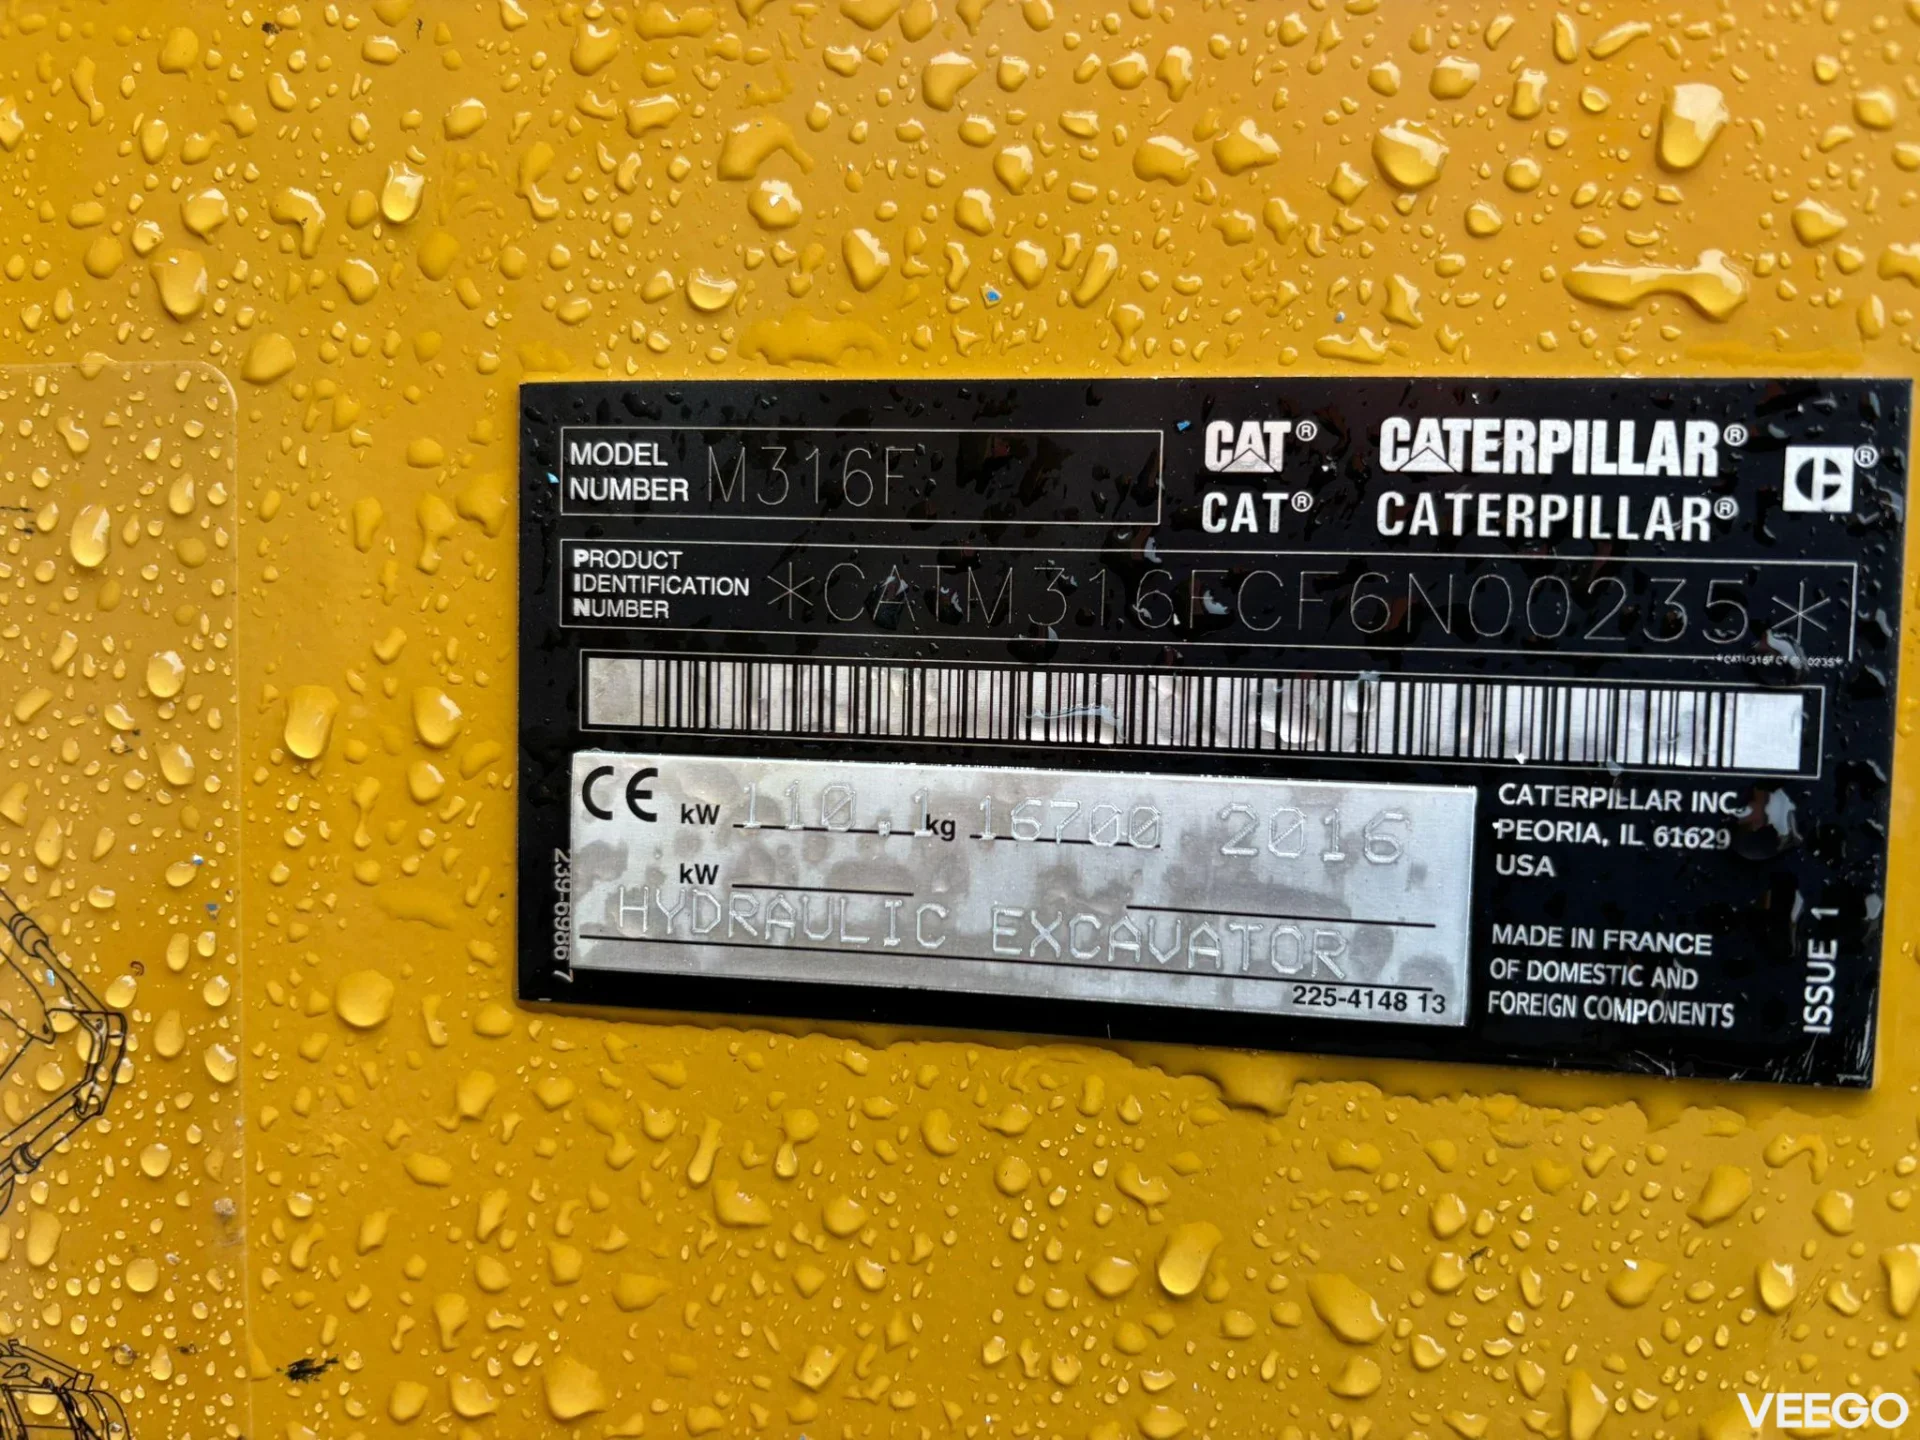 MODEL NUMBER M316F
CAT® CATERPILLAR®
CAT® CATERPILLAR®
PRODUCT IDENTIFICATION NUMBER *CATM316FCF6N00235*
CE kW 110.1 kg 16700 2016
kW
HYDRAULIC EXCAVATOR
225-4148 13
CATERPILLAR INC.
PEORIA, IL 61629
USA
MADE IN FRANCE
OF DOMESTIC AND
FOREIGN COMPONENTS
ISSUE 1
VEEGO